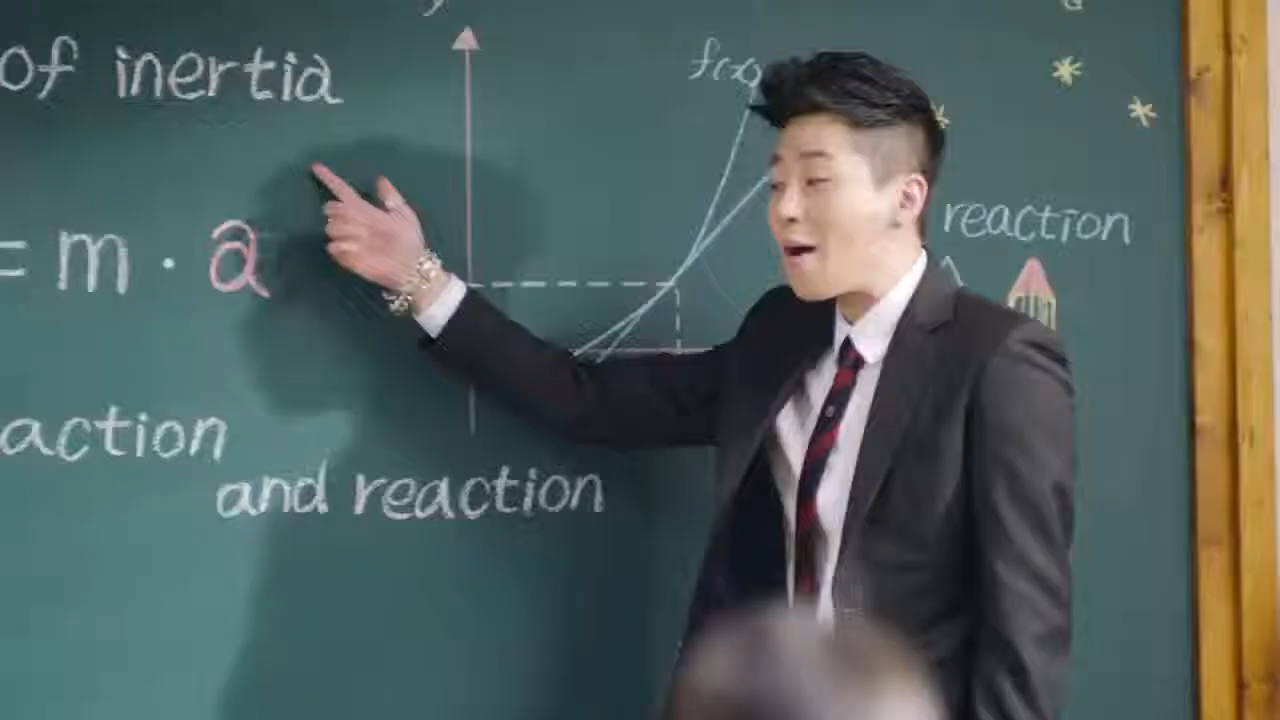 of inertia
f(x)
reaction
= m · a
action
and reaction